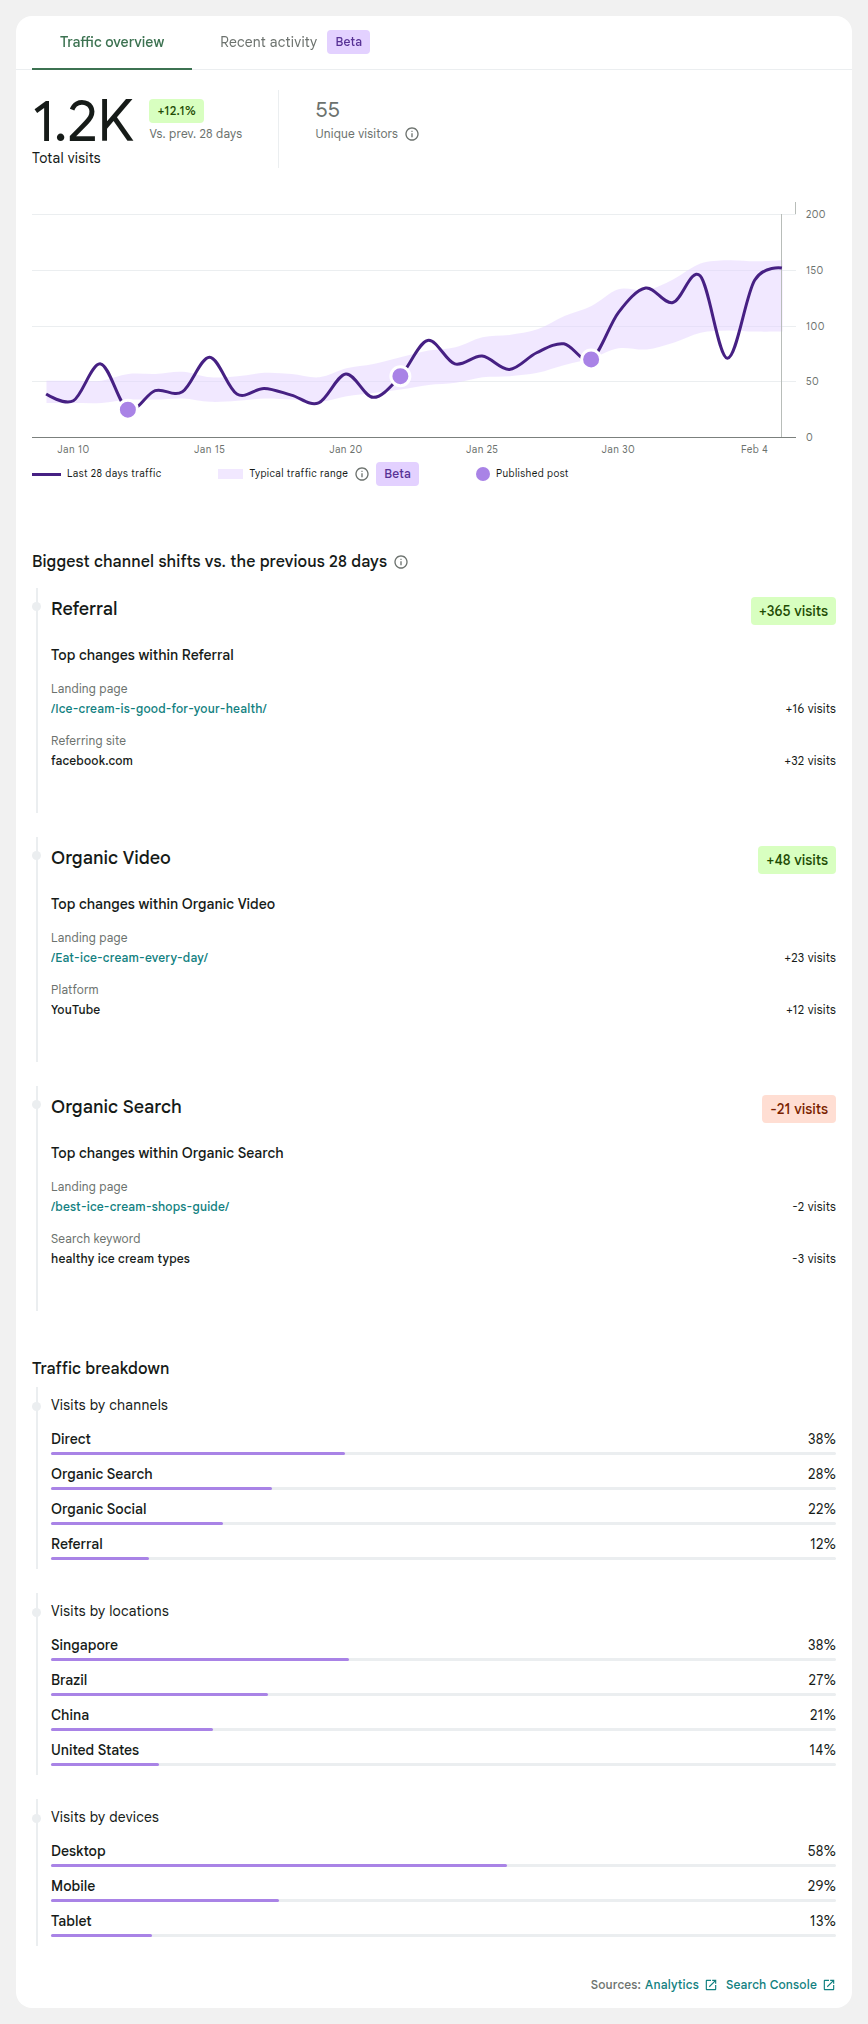 Traffic overview
Recent activity Beta
1.2K
+12.1%
Vs. prev. 28 days
Total visits
55
Unique visitors
200
150
100
50
0
Jan 10 Jan 15 Jan 20 Jan 25 Jan 30 Feb 4
Last 28 days traffic Typical traffic range Beta Published post
Biggest channel shifts vs. the previous 28 days
Referral +365 visits
Top changes within Referral
Landing page
/Ice-cream-is-good-for-your-health/ +16 visits
Referring site
facebook.com +32 visits
Organic Video +48 visits
Top changes within Organic Video
Landing page
/Eat-ice-cream-every-day/ +23 visits
Platform
YouTube +12 visits
Organic Search -21 visits
Top changes within Organic Search
Landing page
/best-ice-cream-shops-guide/ -2 visits
Search keyword
healthy ice cream types -3 visits
Traffic breakdown
Visits by channels
Direct 38%
Organic Search 28%
Organic Social 22%
Referral 12%
Visits by locations
Singapore 38%
Brazil 27%
China 21%
United States 14%
Visits by devices
Desktop 58%
Mobile 29%
Tablet 13%
Sources: Analytics Search Console